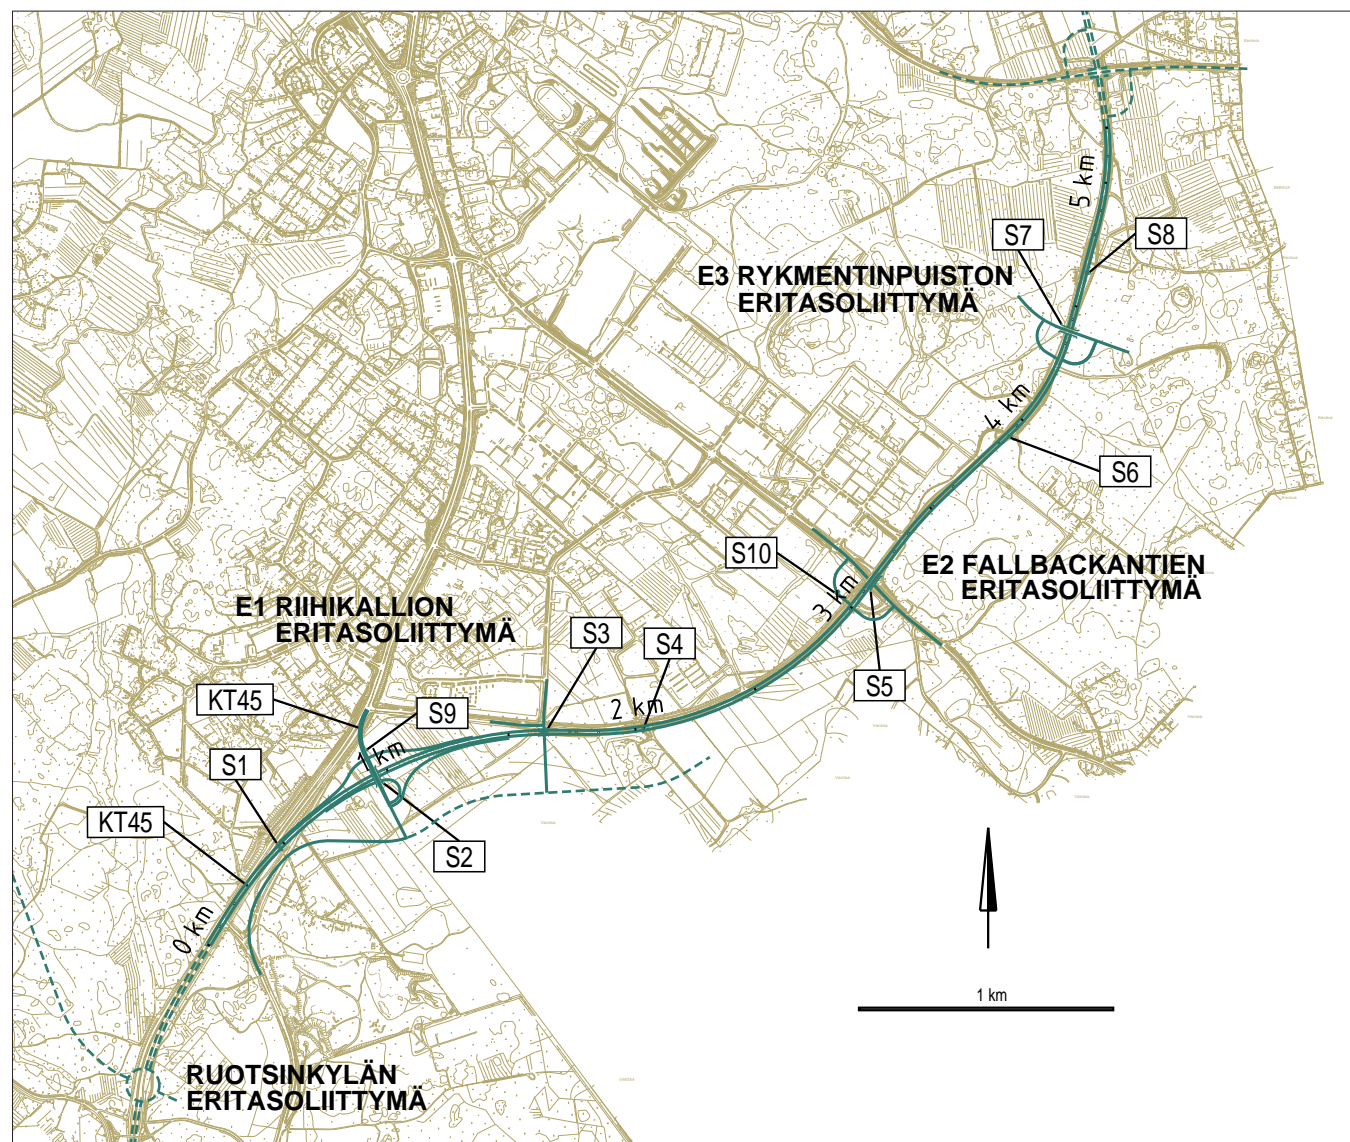 5 km
S7
S8
E3 RYKMENTINPUISTON
ERITASOLIITTYMÄ
4 km
S6
S10
E2 FALLBACKANTIEN
ERITASOLIITTYMÄ
3 km
E1 RIIHIKALLION
ERITASOLIITTYMÄ
S3
S4
S5
KT45
S9
2 km
1 km
S1
KT45
S2
0 km
1 km
RUOTSINKYLÄN
ERITASOLIITTYMÄ